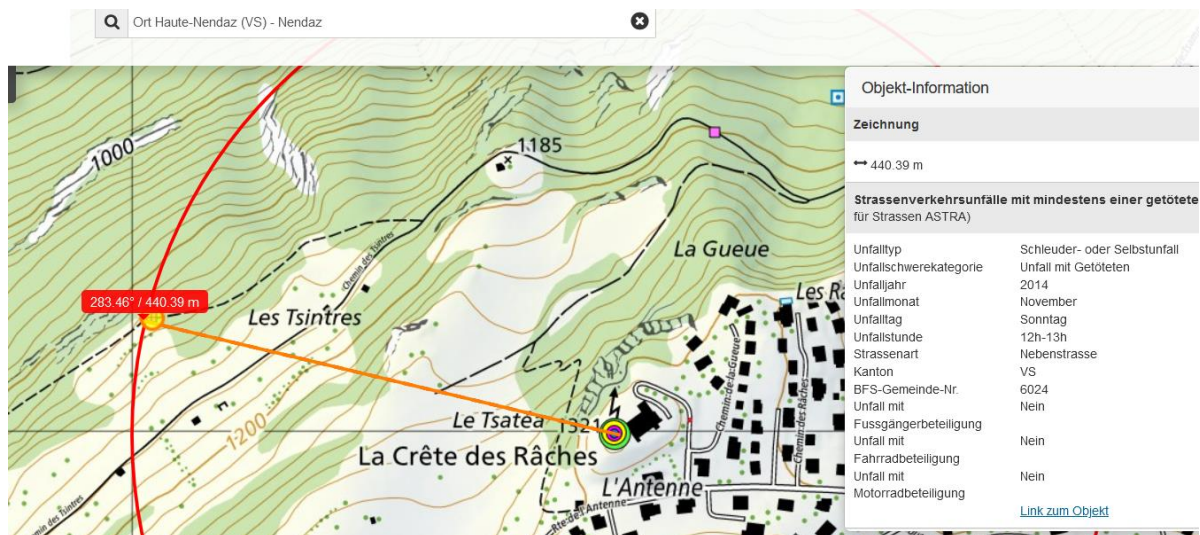 Ort Haute-Nendaz (VS) - Nendaz
Objekt-Information
Zeichnung
440.39 m
Strassenverkehrsunfälle mit mindestens einer getötete
für Strassen ASTRA)
Unfalltyp Schleuder- oder Selbstunfall
Unfallschwerekategorie Unfall mit Getöteten
Unfalljahr 2014
Unfallmonat November
Unfalltag Sonntag
Unfallstunde 12h-13h
Strassenart Nebenstrasse
Kanton VS
BFS-Gemeinde-Nr. 6024
Unfall mit Nein
Fussgängerbeteiligung
Unfall mit Nein
Fahrradbeteiligung
Unfall mit Nein
Motorradbeteiligung
Link zum Objekt
1000
1185
La Gueue
Chemin des Tsintres
283.46° / 440.39 m
Les Tsintres
Les Râ
Chemin-de-la-Gueue
Chemin-des-Râches
Le Tsatea 1321
1200
La Crête des Râches
L'Antenne
Rte-de-l'Antenne
Chemin des Tsintres